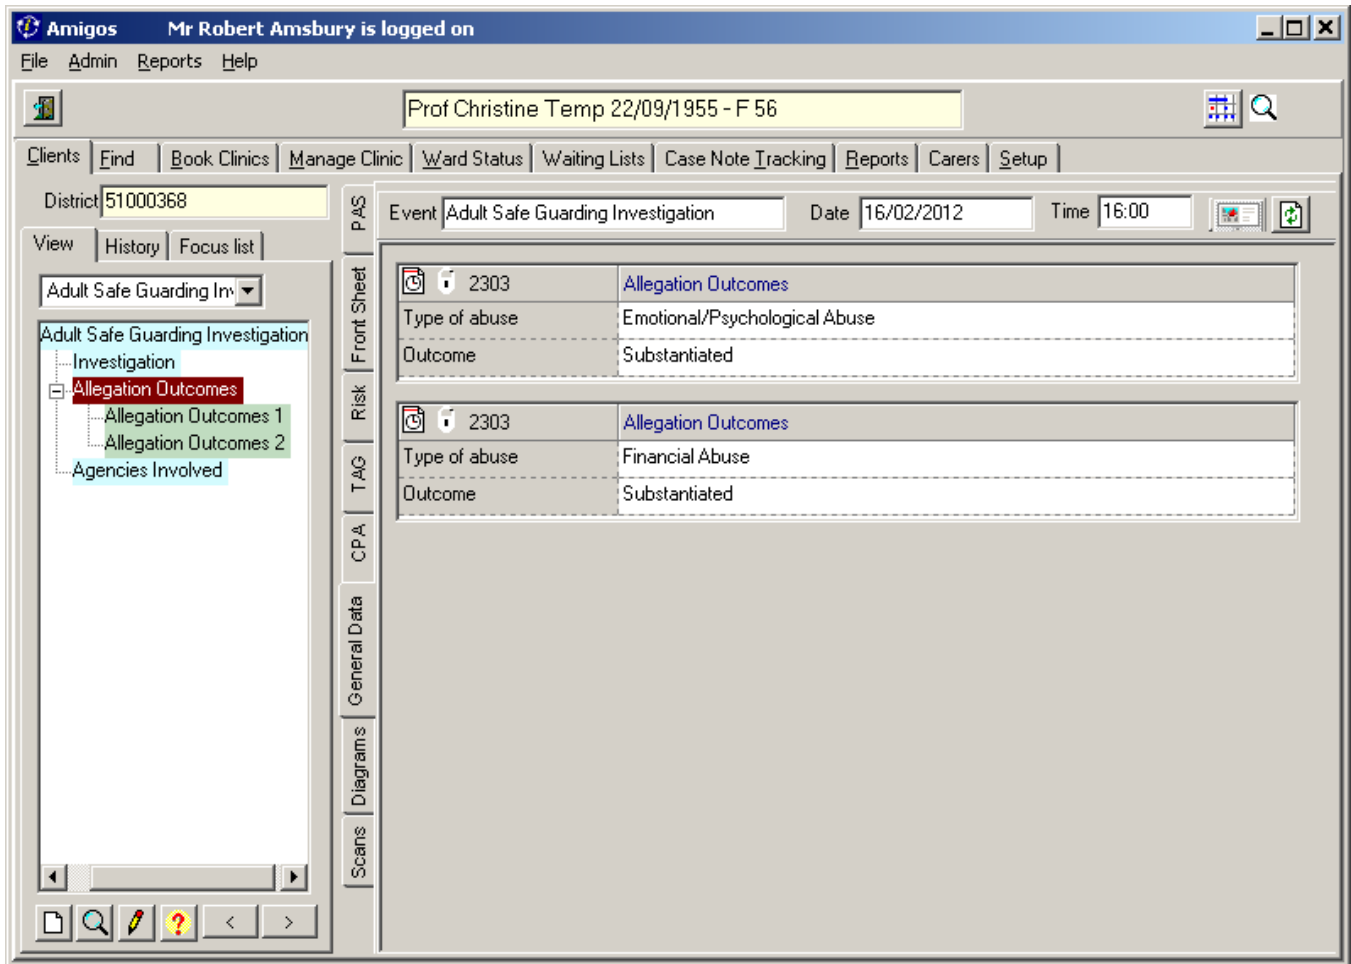 Amigos Mr Robert Amsbury is logged on
File Admin Reports Help
Prof Christine Temp 22/09/1955 - F 56
Clients Find Book Clinics Manage Clinic Ward Status Waiting Lists Case Note Tracking Reports Carers Setup
District 51000368
View History Focus list
Adult Safe Guarding In
Adult Safe Guarding Investigation
Investigation
Allegation Outcomes
Allegation Outcomes 1
Allegation Outcomes 2
Agencies Involved
< >
PAS
Front Sheet
Risk
TAG
CPA
General Data
Diagrams
Scans
Event Adult Safe Guarding Investigation Date 16/02/2012 Time 16:00
2303 Allegation Outcomes
Type of abuse Emotional/Psychological Abuse
Outcome Substantiated
2303 Allegation Outcomes
Type of abuse Financial Abuse
Outcome Substantiated